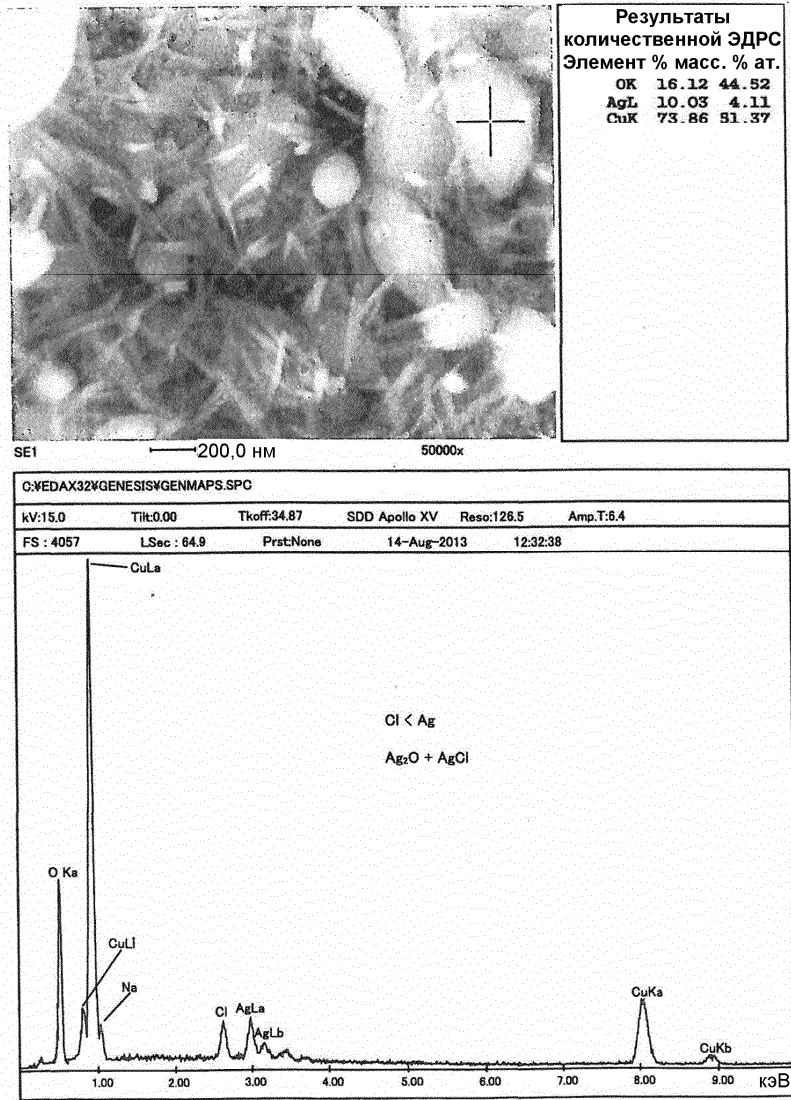 Результаты
количественной ЭДРС
Элемент % масс. % ат.
OK 16.12 44.52
AgL 10.03 4.11
CuK 73.86 51.37
SE1 200,0 нм 50000x
C:¥EDAX32¥GENESIS¥GENMAPS.SPC
kV:15.0 Tilt:0.00 Tkoff:34.87 SDD Apollo XV Reso:126.5 Amp.T:6.4
FS : 4057 LSec : 64.9 Prst:None 14-Aug-2013 12:32:38
CuLa
Cl < Ag
Ag₂O + AgCl
O Ka
CuLl
Na
Cl AgLa
AgLb
CuKa
CuKb
1.00 2.00 3.00 4.00 5.00 6.00 7.00 8.00 9.00 кэВ